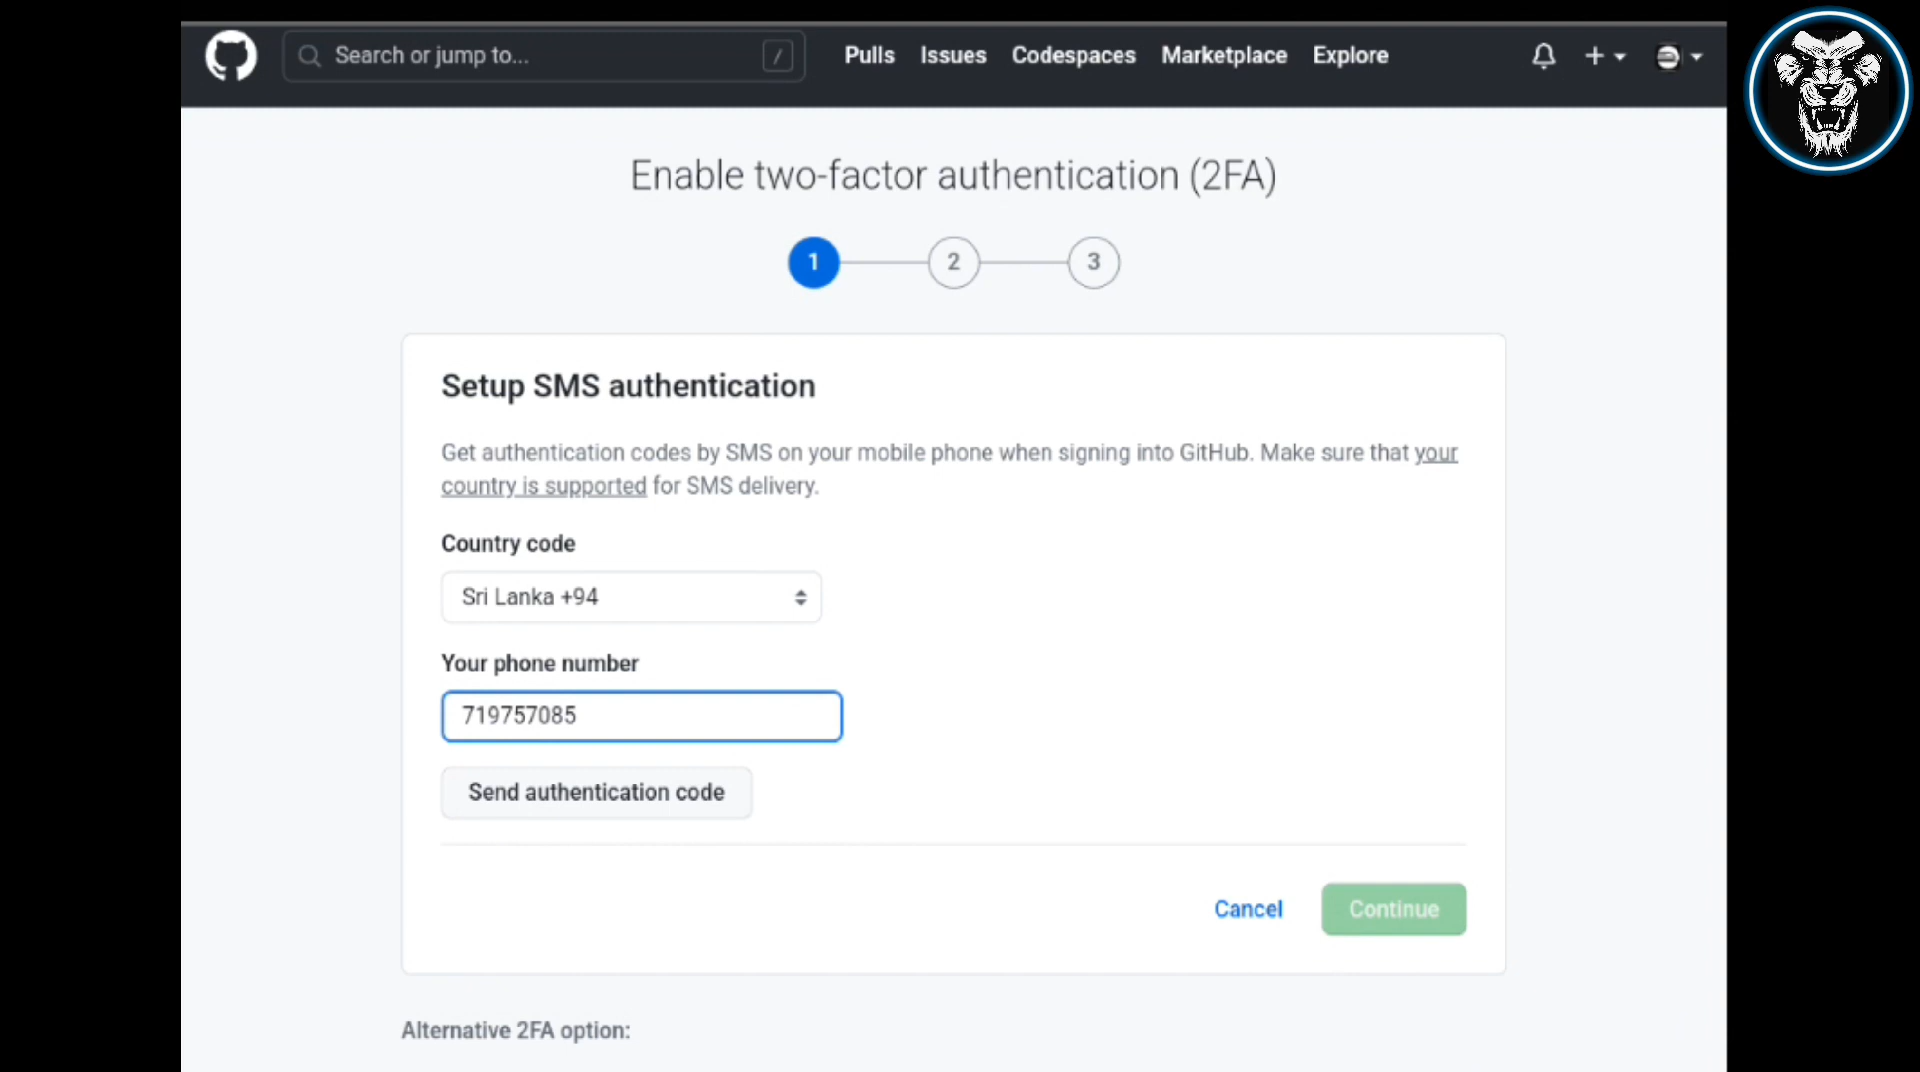 Search or jump to... /
Pulls Issues Codespaces Marketplace Explore
Enable two-factor authentication (2FA)
1 2 3
Setup SMS authentication
Get authentication codes by SMS on your mobile phone when signing into GitHub. Make sure that your
country is supported for SMS delivery.
Country code
Sri Lanka +94
Your phone number
719757085
Send authentication code
Cancel Continue
Alternative 2FA option: